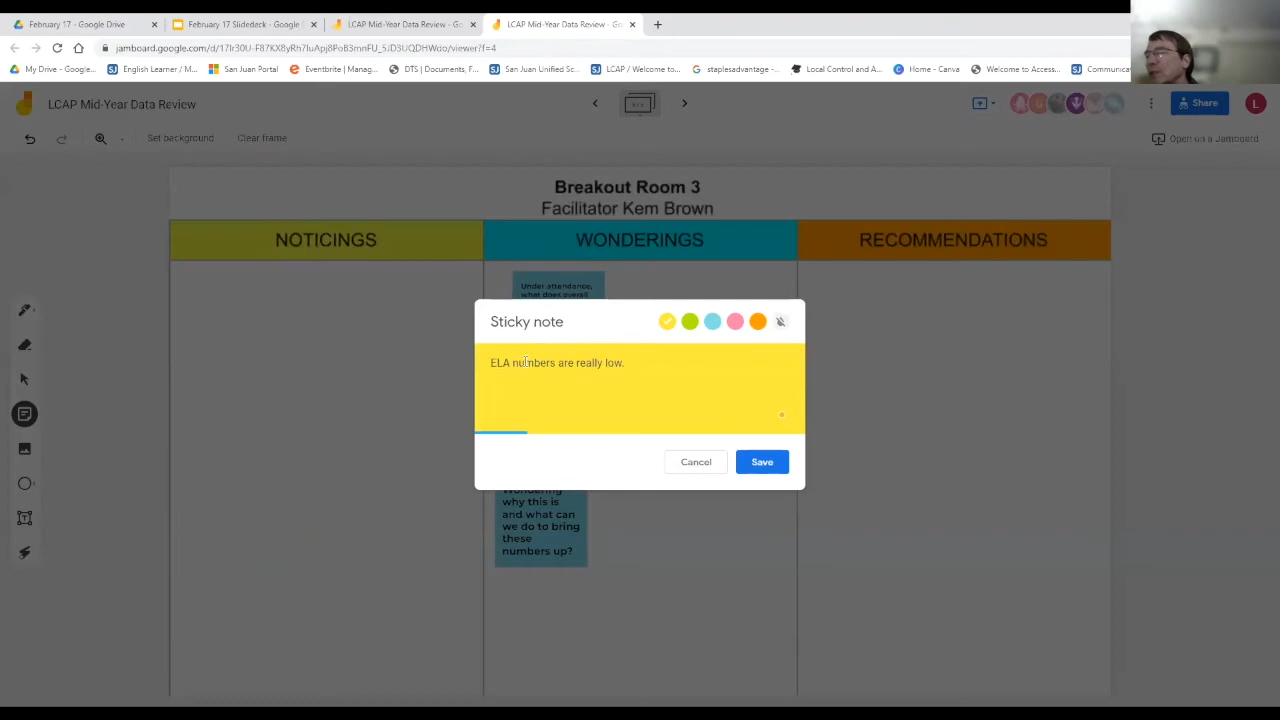 February 17 - Google Drive
February 17 Slidedeck - Google
LCAP Mid-Year Data Review - Go
LCAP Mid-Year Data Review - Go
My Drive - Google...
English Learner / M...
San Juan Portal
Eventbrite | Manag...
DTS | Documents, F...
San Juan Unified Sc...
LCAP / Welcome to...
staplesadvantage -...
Local Control and A...
Home - Canva
Welcome to Access...
Communica
LCAP Mid-Year Data Review
Share
L
Set background
Clear frame
Open on a Jamboard
Breakout Room 3
Facilitator Kem Brown
NOTICINGS
WONDERINGS
RECOMMENDATIONS
Under attendance,
what does overall
Sticky note
ELA numbers are really low.
Cancel
Save
Wondering
why this is
and what can
we do to bring
these
numbers up?